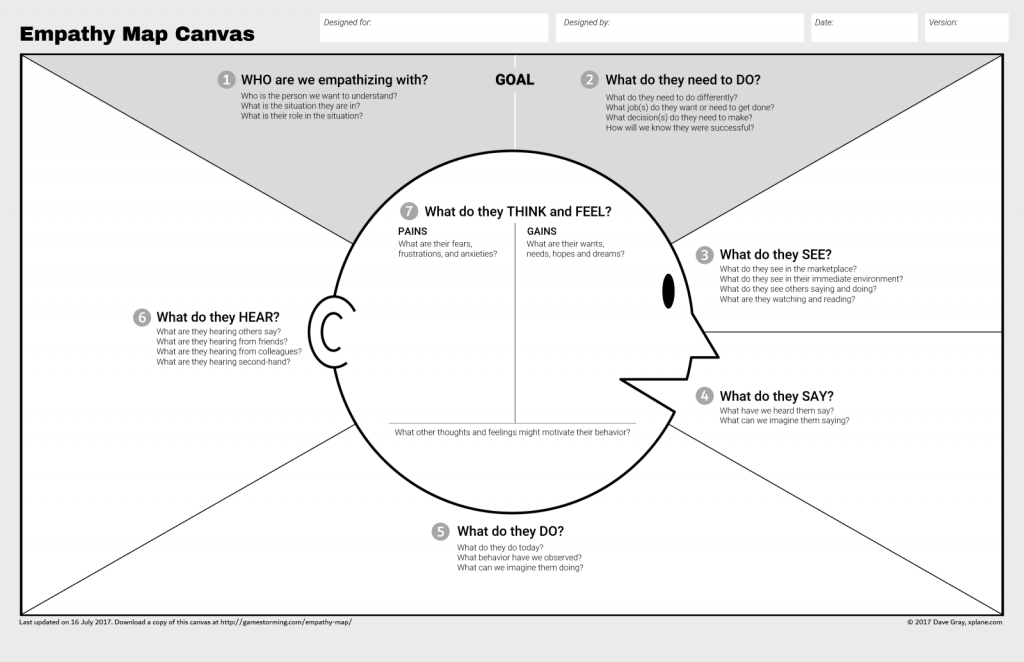 Empathy Map Canvas
Designed for:
Designed by:
Date:
Version:
1 WHO are we empathizing with?
Who is the person we want to understand?
What is the situation they are in?
What is their role in the situation?
GOAL
2 What do they need to DO?
What do they need to do differently?
What job(s) do they want or need to get done?
What decision(s) do they need to make?
How will we know they were successful?
3 What do they SEE?
What do they see in the marketplace?
What do they see in their immediate environment?
What do they see others saying and doing?
What are they watching and reading?
4 What do they SAY?
What have we heard them say?
What can we imagine them saying?
5 What do they DO?
What do they do today?
What behavior have we observed?
What can we imagine them doing?
6 What do they HEAR?
What are they hearing others say?
What are they hearing from friends?
What are they hearing from colleagues?
What are they hearing second-hand?
7 What do they THINK and FEEL?
PAINS
What are their fears,
frustrations, and anxieties?
GAINS
What are their wants,
needs, hopes and dreams?
What other thoughts and feelings might motivate their behavior?
Last updated on 16 July 2017. Download a copy of this canvas at http://gamestorming.com/empathy-map/
© 2017 Dave Gray, xplane.com